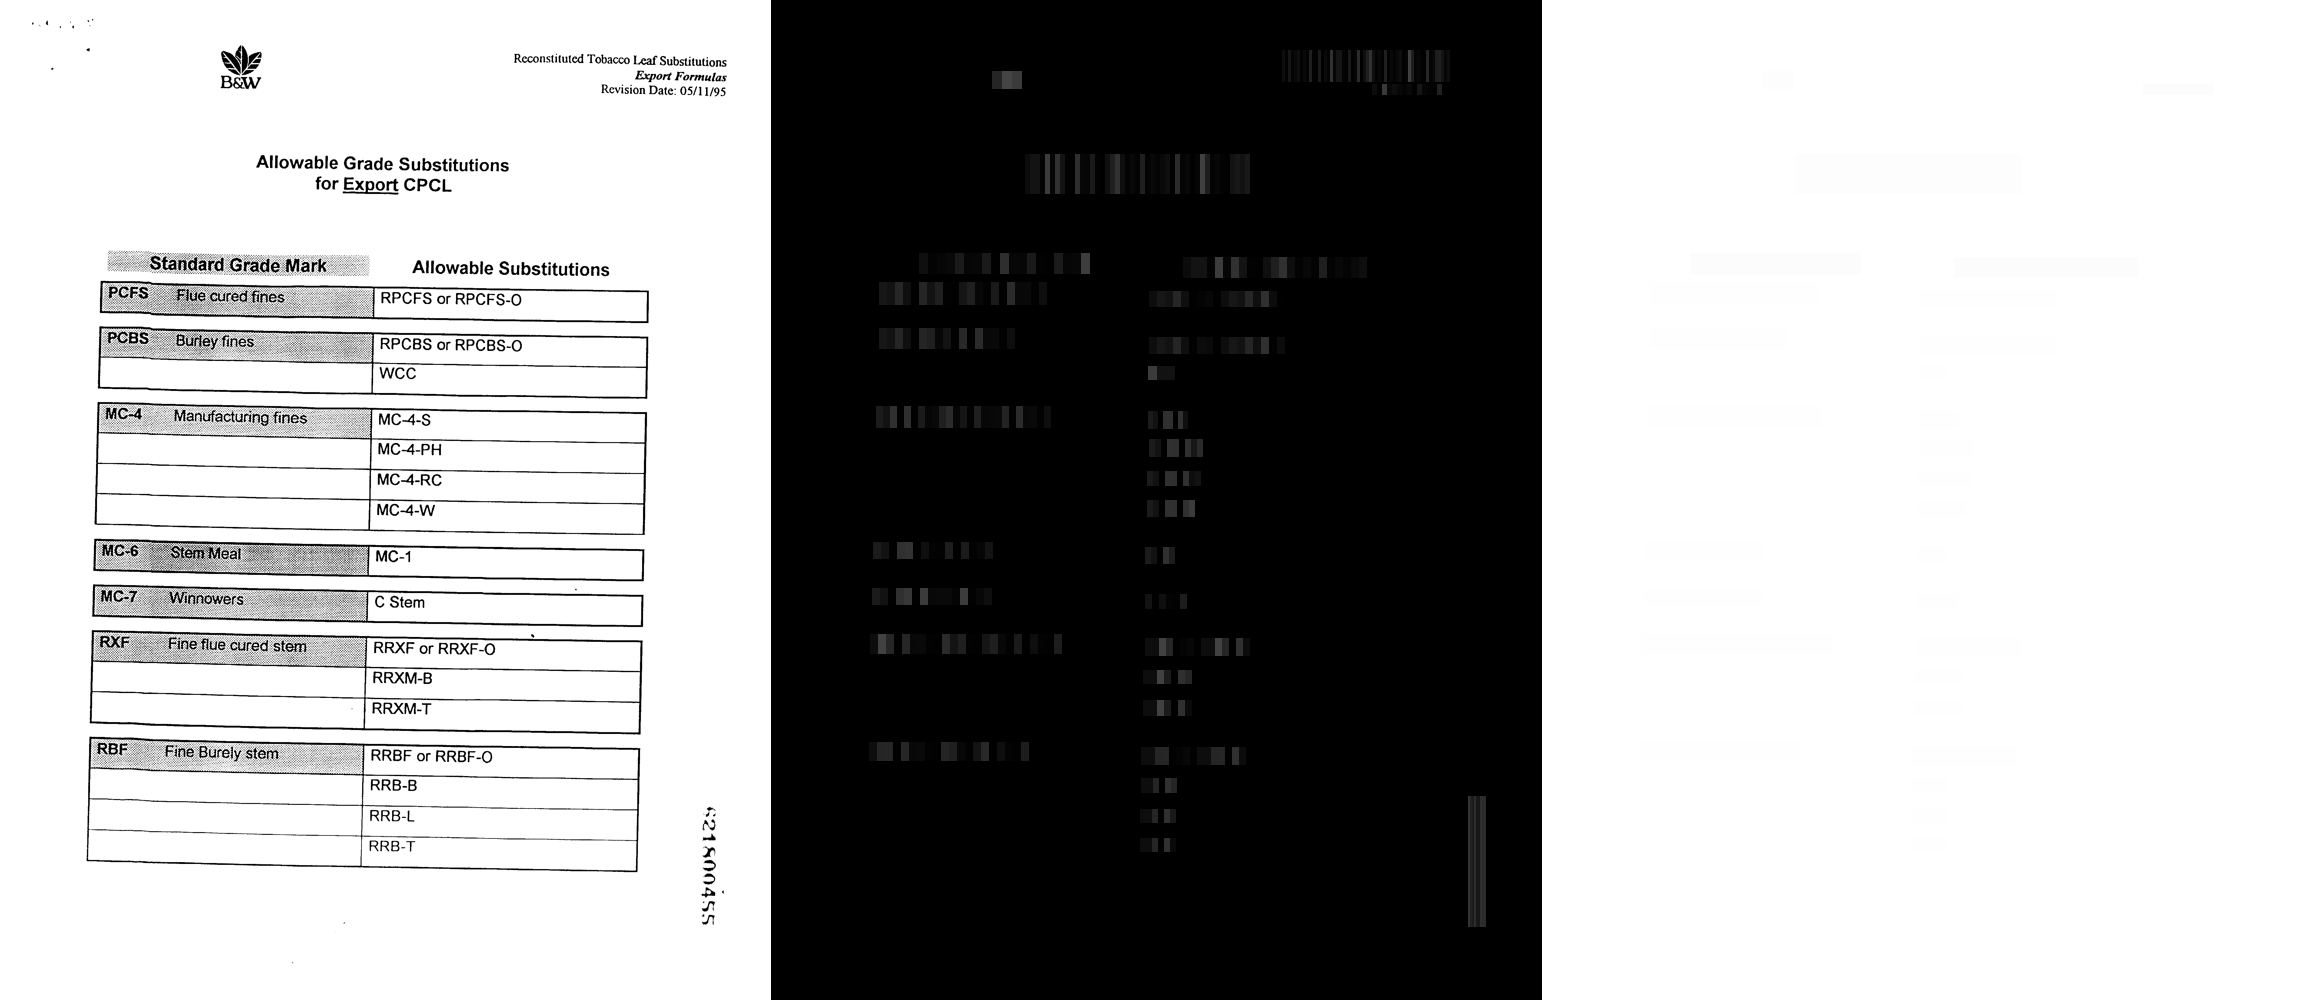 B&W
Reconstituted Tobacco Leaf Substitutions
Export Formulas
Revision Date: 05/11/95
Allowable Grade Substitutions
for Export CPCL
Standard Grade Mark Allowable Substitutions
PCFS Flue cured fines RPCFS or RPCFS-O
PCBS Burley fines RPCBS or RPCBS-O
WCC
MC-4 Manufacturing fines MC-4-S
MC-4-PH
MC-4-RC
MC-4-W
MC-6 Stem Meal MC-1
MC-7 Winnowers C Stem
RXF Fine flue cured stem RRXF or RRXF-O
RRXM-B
RRXM-T
RBF Fine Burely stem RRBF or RRBF-O
RRB-B
RRB-L
RRB-T
621800455